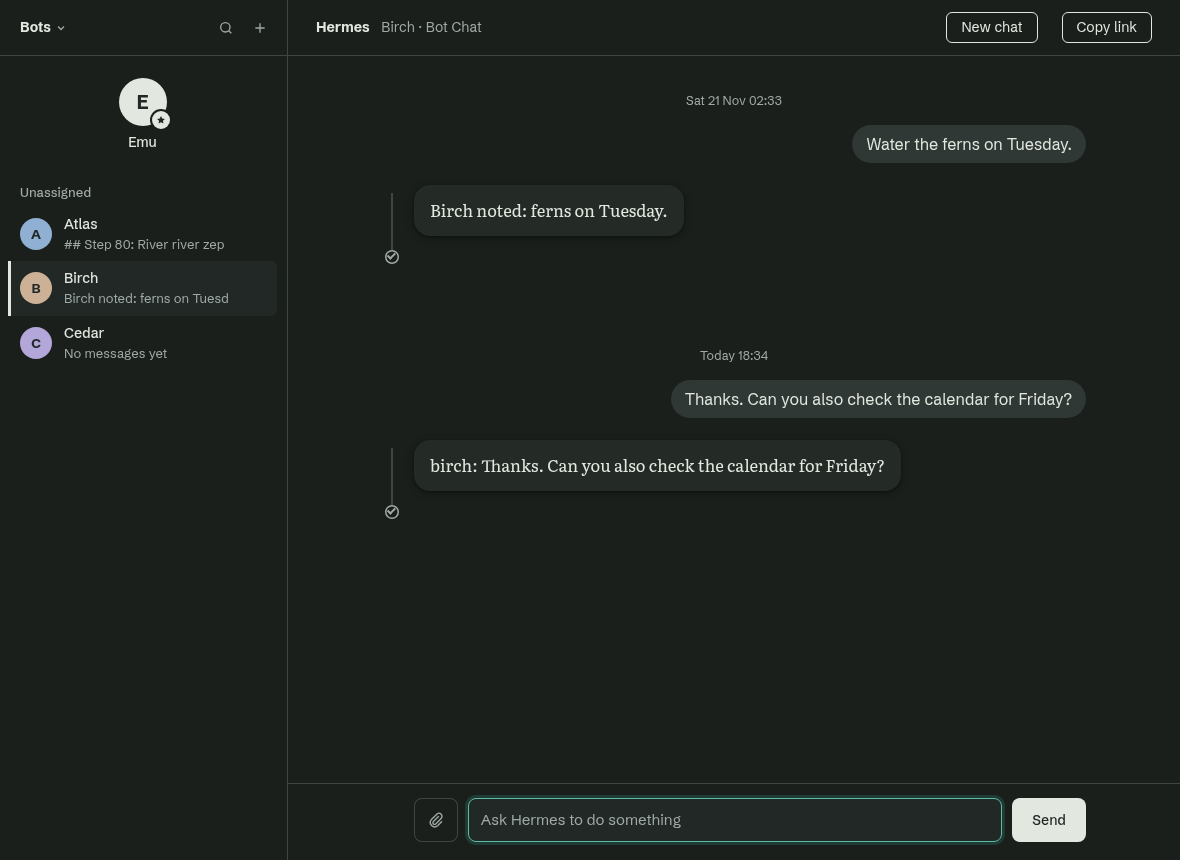 Bots
Hermes Birch · Bot Chat
New chat
Copy link
E
Emu
Unassigned
A
Atlas
## Step 80: River river zep
B
Birch
Birch noted: ferns on Tuesd
C
Cedar
No messages yet
Sat 21 Nov 02:33
Water the ferns on Tuesday.
Birch noted: ferns on Tuesday.
Today 18:34
Thanks. Can you also check the calendar for Friday?
birch: Thanks. Can you also check the calendar for Friday?
Ask Hermes to do something
Send